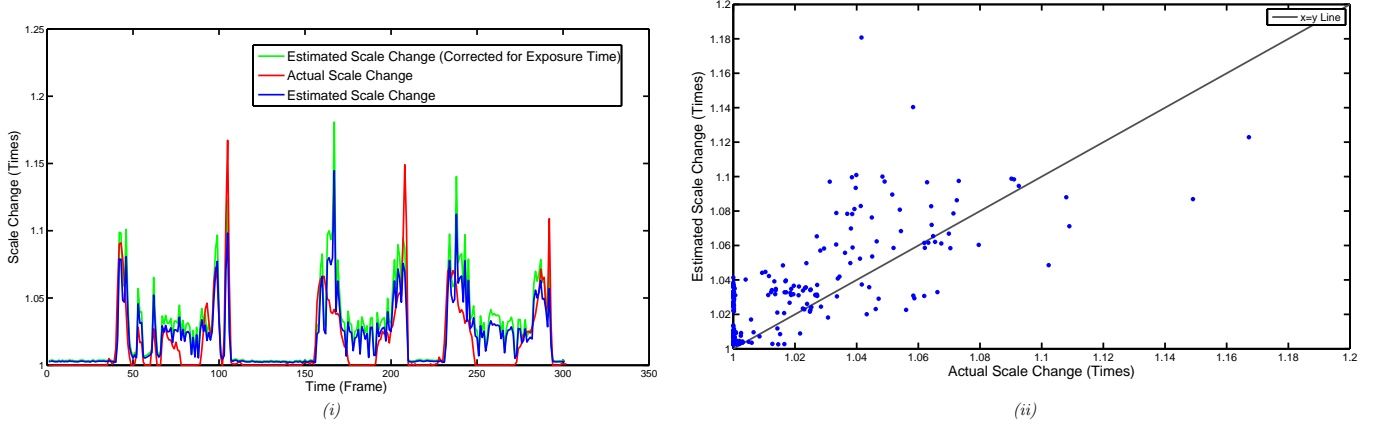 1.25
1.2
1.15
1.1
1.05
1
Scale Change (Times)
Estimated Scale Change (Corrected for Exposure Time)
Actual Scale Change
Estimated Scale Change
0 50 100 150 200 250 300 350
Time (Frame)
(i)
1.2
1.18
1.16
1.14
1.12
1.1
1.08
1.06
1.04
1.02
1
Estimated Scale Change (Times)
x=y Line
1 1.02 1.04 1.06 1.08 1.1 1.12 1.14 1.16 1.18 1.2
Actual Scale Change (Times)
(ii)